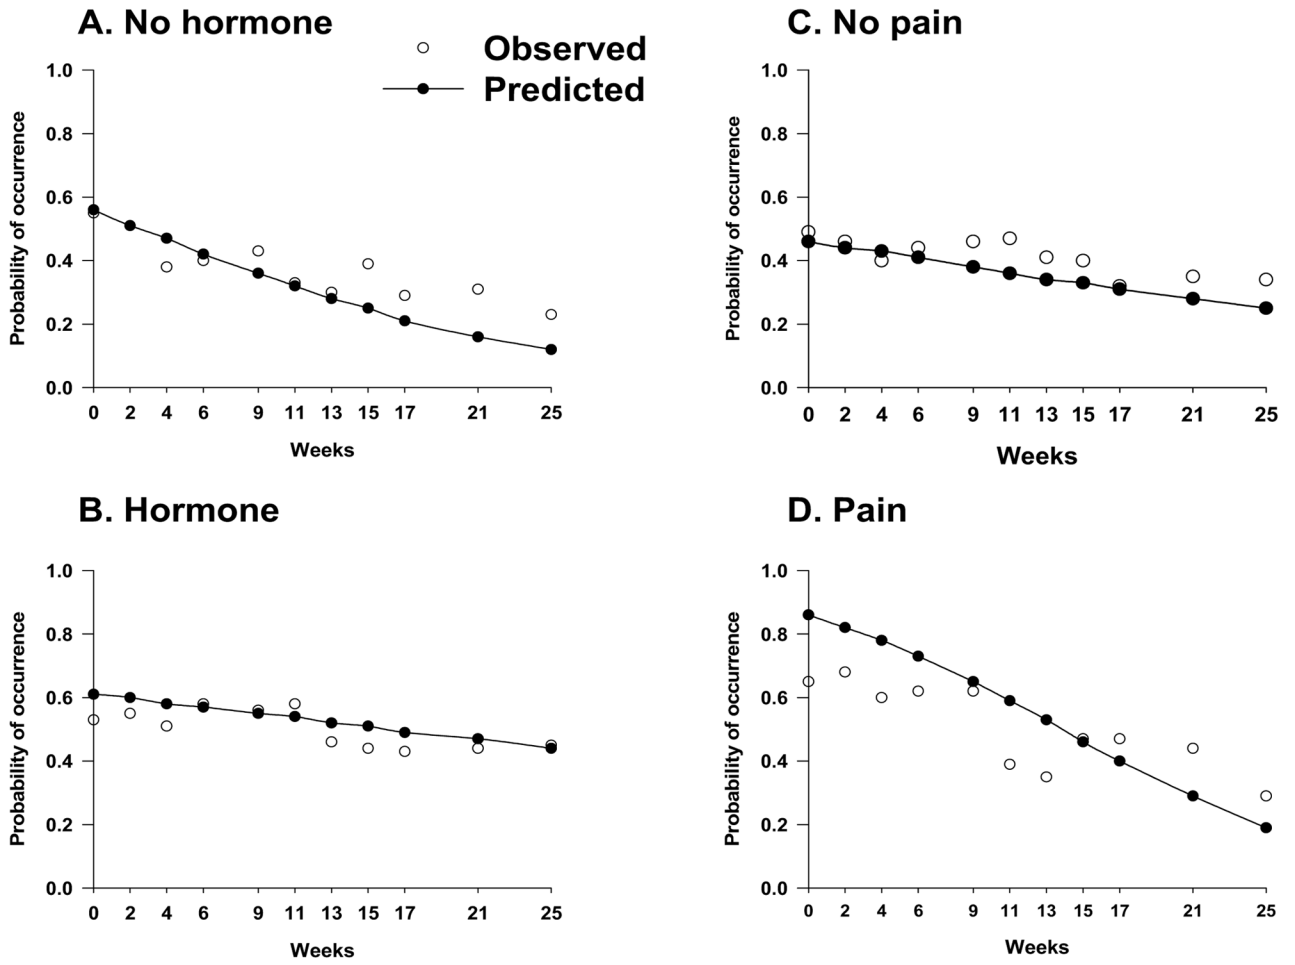 A. No hormone
Observed
Predicted
Probability of occurrence
1.0
0.8
0.6
0.4
0.2
0.0
0 2 4 6 9 11 13 15 17 21 25
Weeks
C. No pain
Probability of occurrence
1.0
0.8
0.6
0.4
0.2
0.0
0 2 4 6 9 11 13 15 17 21 25
Weeks
B. Hormone
Probability of occurrence
1.0
0.8
0.6
0.4
0.2
0.0
0 2 4 6 9 11 13 15 17 21 25
Weeks
D. Pain
Probability of occurrence
1.0
0.8
0.6
0.4
0.2
0.0
0 2 4 6 9 11 13 15 17 21 25
Weeks